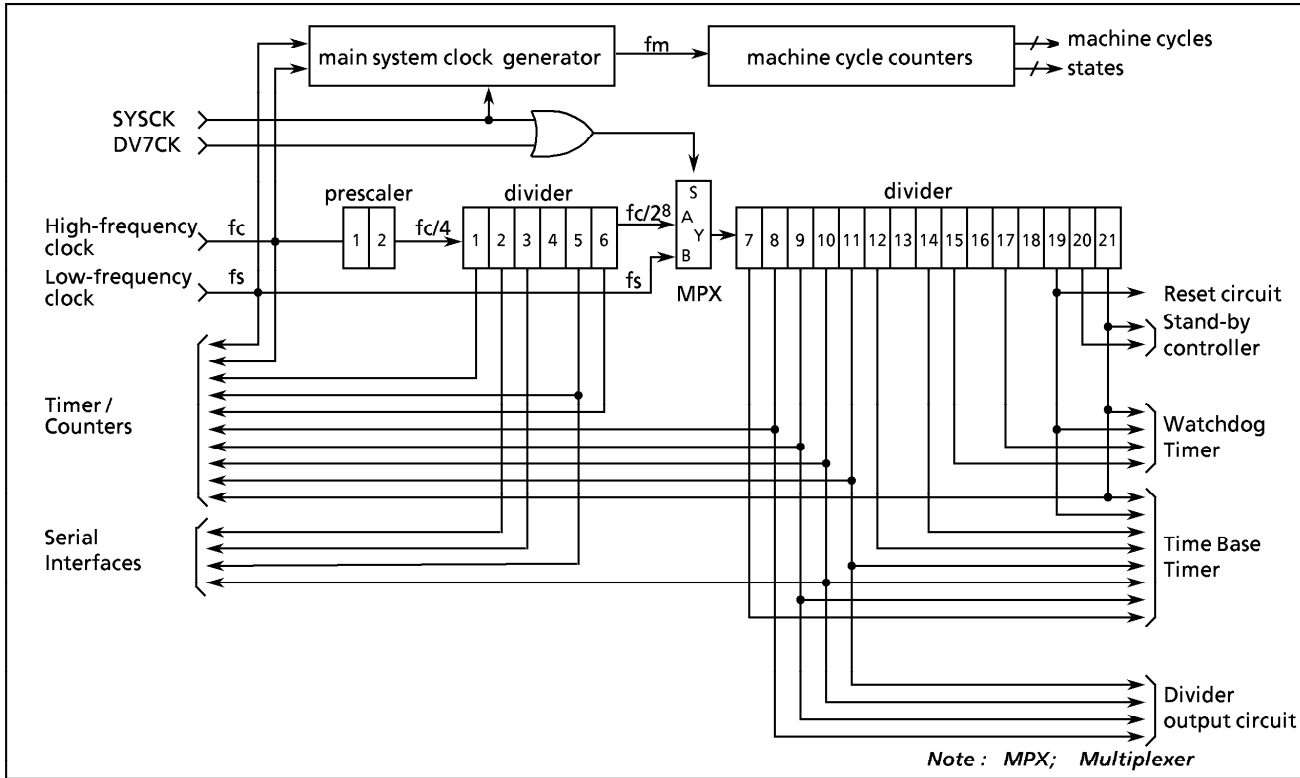 main system clock generator
fm
machine cycle counters
machine cycles
states
SYSCK
DV7CK
prescaler
divider
divider
High-frequency
clock
fc
1 2
fc/4
1 2 3 4 5 6
fc/2⁸
S
A
Y
B
MPX
7 8 9 10 11 12 13 14 15 16 17 18 19 20 21
Low-frequency
clock
fs
fs
Reset circuit
Stand-by
controller
Timer /
Counters
Watchdog
Timer
Serial
Interfaces
Time Base
Timer
Divider
output circuit
Note : MPX; Multiplexer